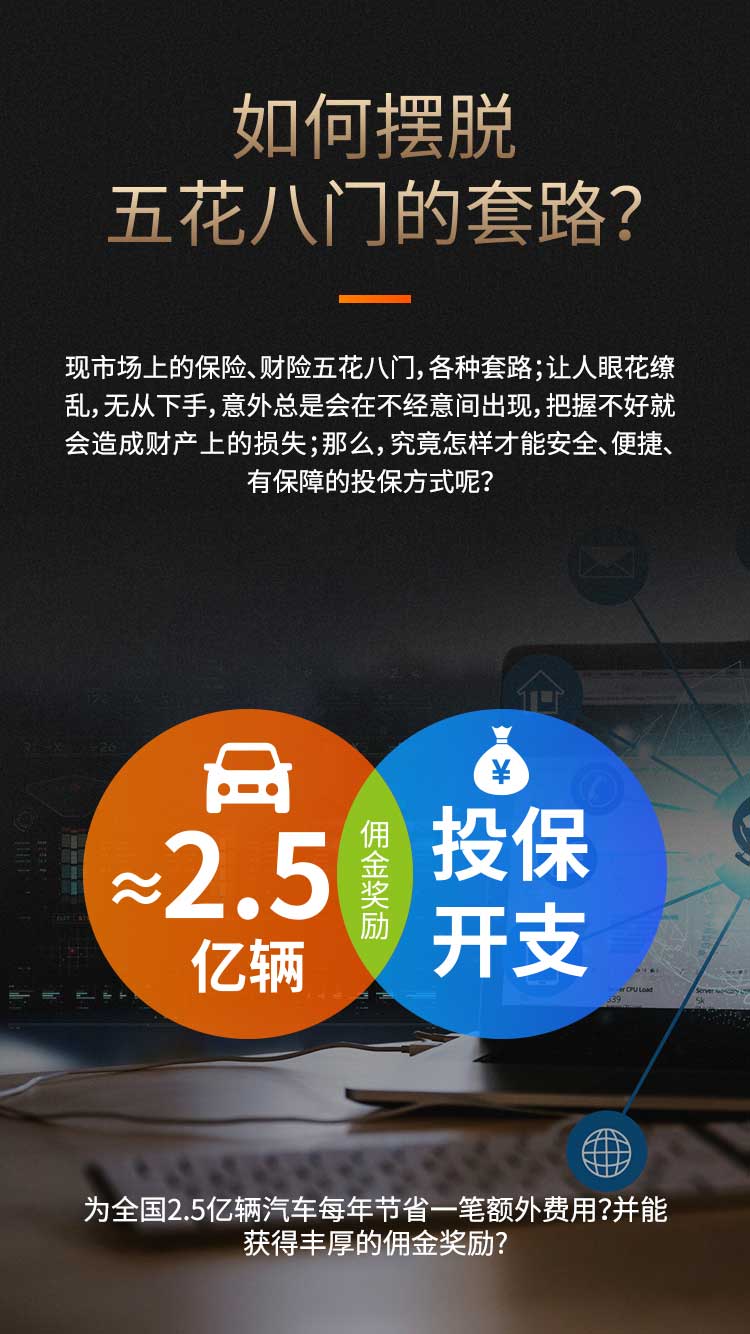 如何摆脱
五花八门的套路？
现市场上的保险、财险五花八门，各种套路；让人眼花缭
乱，无从下手，意外总是会在不经意间出现，把握不好就
会造成财产上的损失；那么，究竟怎样才能安全、便捷、
有保障的投保方式呢？
¥
≈2.5
亿辆
佣金奖励
投保
开支
Server CPU Load
339
5k
为全国2.5亿辆汽车每年节省一笔额外费用？并能
获得丰厚的佣金奖励?